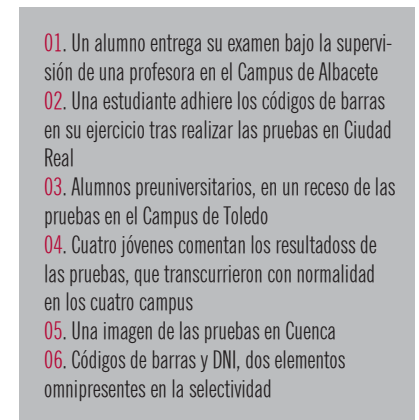 01. Un alumno entrega su examen bajo la supervi-
sión de una profesora en el Campus de Albacete
02. Una estudiante adhiere los códigos de barras
en su ejercicio tras realizar las pruebas en Ciudad
Real
03. Alumnos preuniversitarios, en un receso de las
pruebas en el Campus de Toledo
04. Cuatro jóvenes comentan los resultadoss de
las pruebas, que transcurrieron con normalidad
en los cuatro campus
05. Una imagen de las pruebas en Cuenca
06. Códigos de barras y DNI, dos elementos
omnipresentes en la selectividad